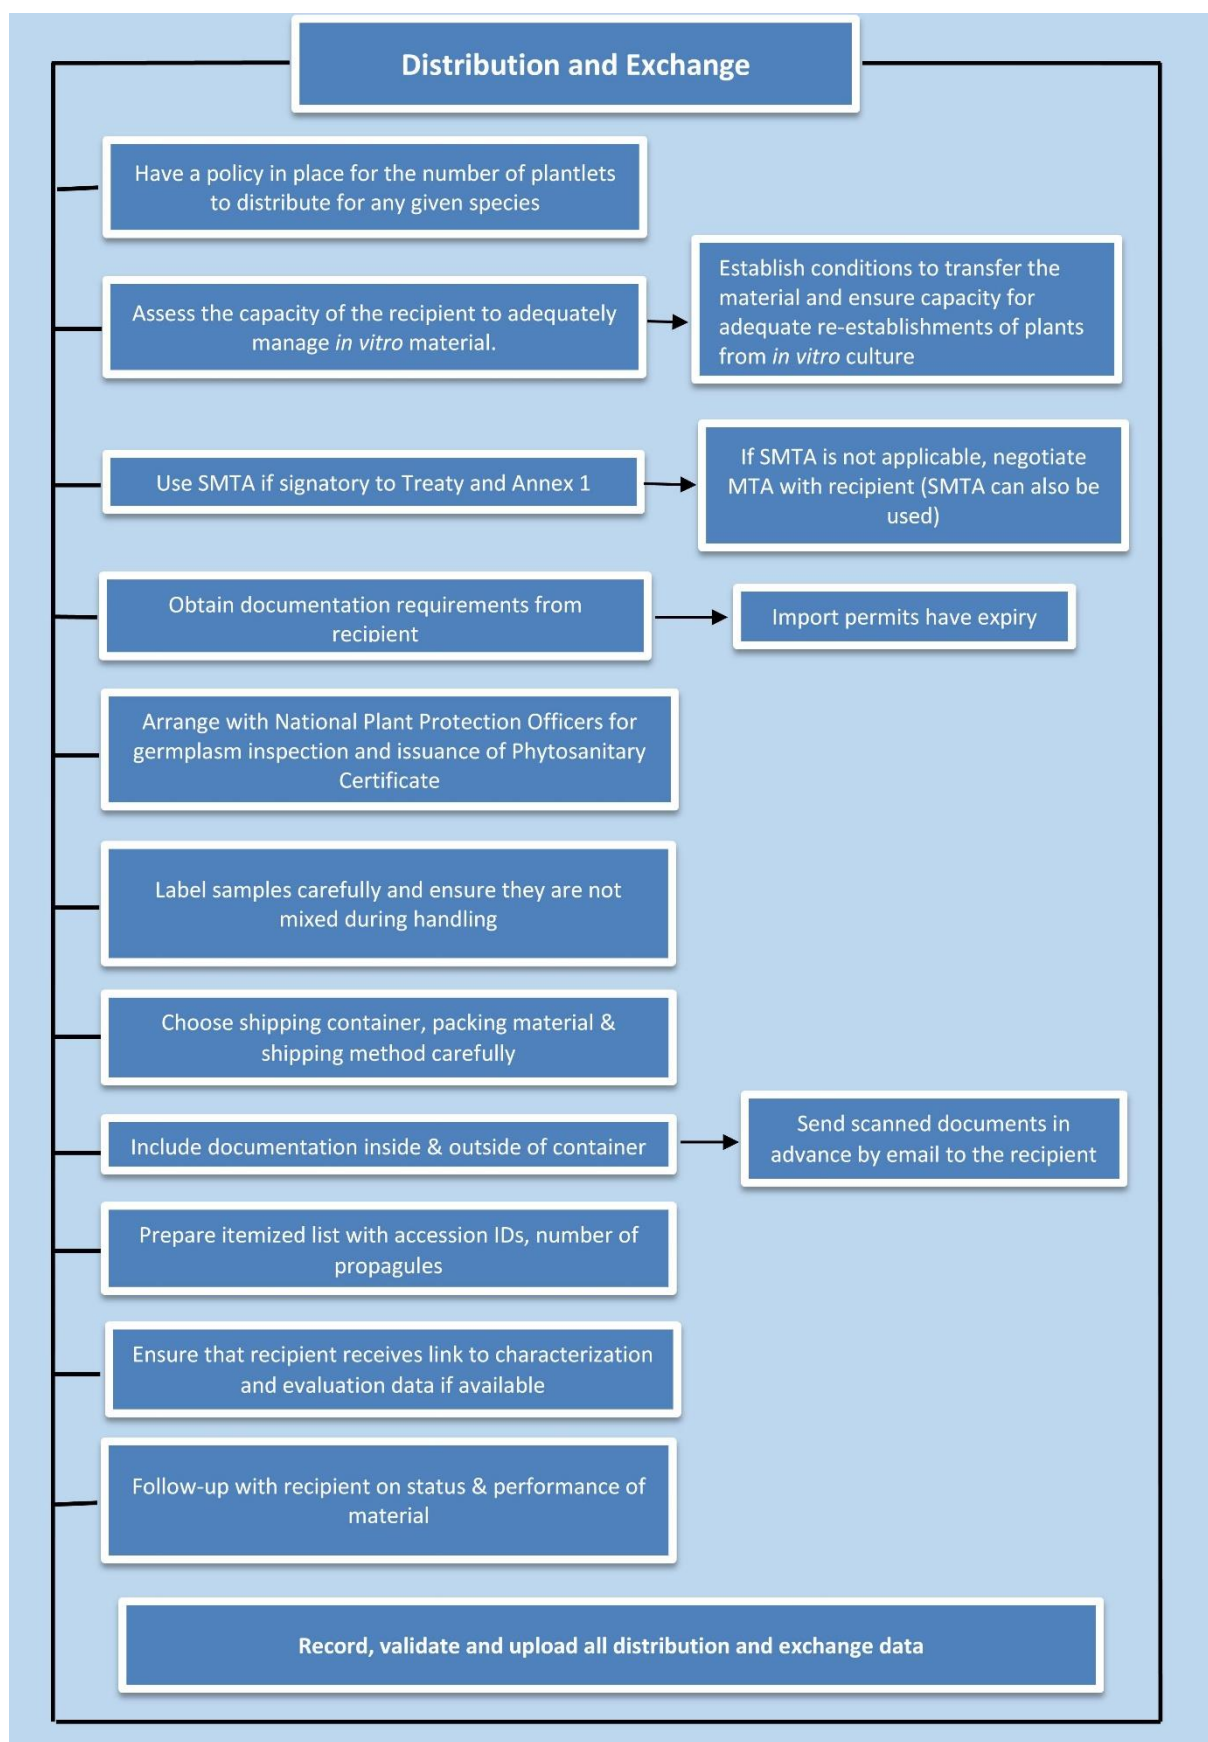 Distribution and Exchange
Have a policy in place for the number of plantlets
to distribute for any given species
Assess the capacity of the recipient to adequately
manage in vitro material.
Establish conditions to transfer the
material and ensure capacity for
adequate re-establishments of plants
from in vitro culture
Use SMTA if signatory to Treaty and Annex 1
If SMTA is not applicable, negotiate
MTA with recipient (SMTA can also be
used)
Obtain documentation requirements from
recipient
Import permits have expiry
Arrange with National Plant Protection Officers for
germplasm inspection and issuance of Phytosanitary
Certificate
Label samples carefully and ensure they are not
mixed during handling
Choose shipping container, packing material &
shipping method carefully
Include documentation inside & outside of container
Send scanned documents in
advance by email to the recipient
Prepare itemized list with accession IDs, number of
propagules
Ensure that recipient receives link to characterization
and evaluation data if available
Follow-up with recipient on status & performance of
material
Record, validate and upload all distribution and exchange data